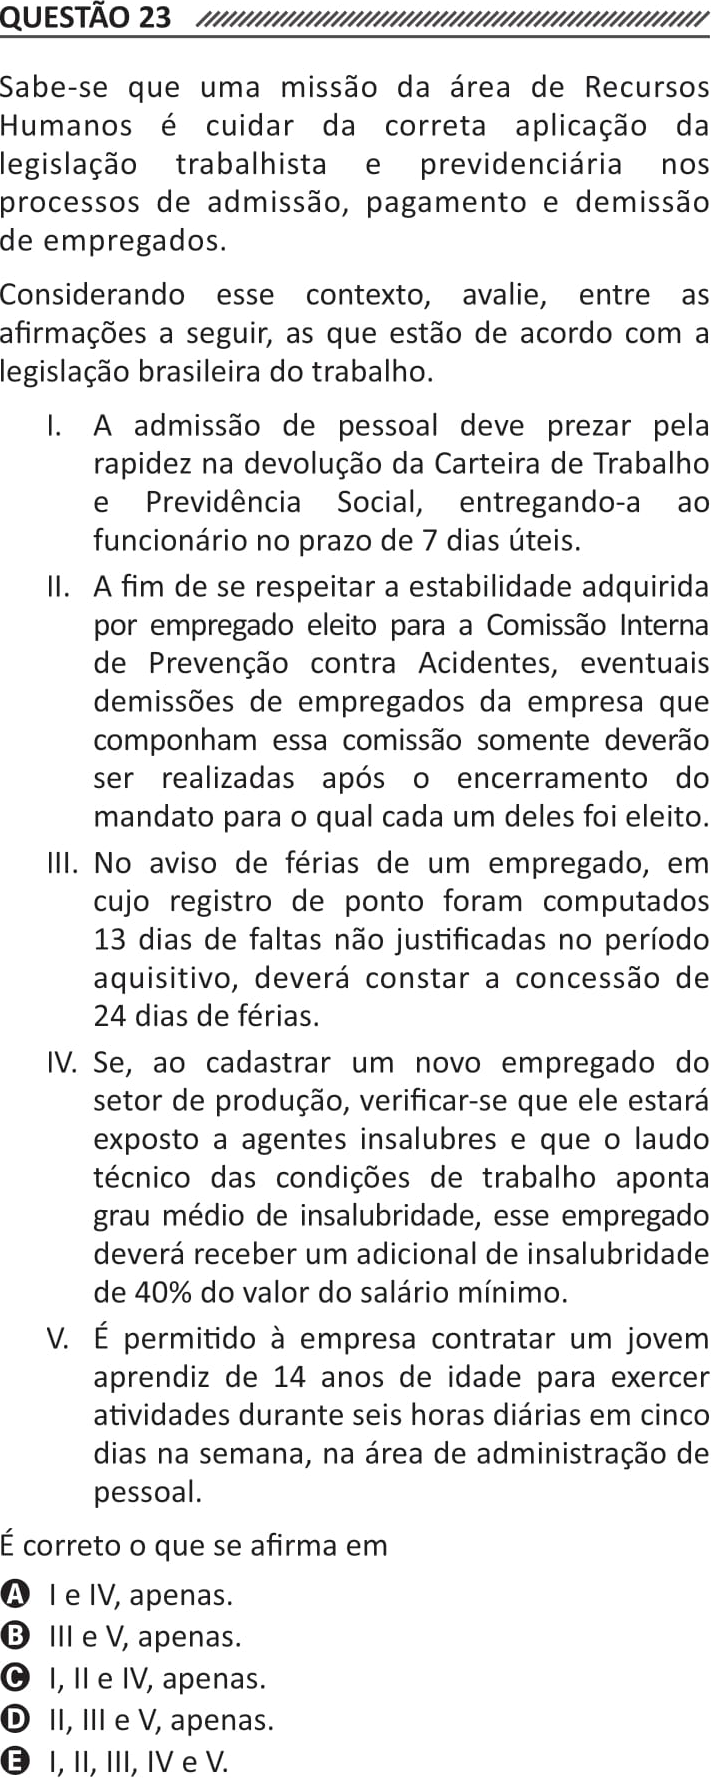 QUESTÃO 23
Sabe-se que uma missão da área de Recursos
Humanos é cuidar da correta aplicação da
legislação trabalhista e previdenciária nos
processos de admissão, pagamento e demissão
de empregados.
Considerando esse contexto, avalie, entre as
afirmações a seguir, as que estão de acordo com a
legislação brasileira do trabalho.
I. A admissão de pessoal deve prezar pela
rapidez na devolução da Carteira de Trabalho
e Previdência Social, entregando-a ao
funcionário no prazo de 7 dias úteis.
II. A fim de se respeitar a estabilidade adquirida
por empregado eleito para a Comissão Interna
de Prevenção contra Acidentes, eventuais
demissões de empregados da empresa que
componham essa comissão somente deverão
ser realizadas após o encerramento do
mandato para o qual cada um deles foi eleito.
III. No aviso de férias de um empregado, em
cujo registro de ponto foram computados
13 dias de faltas não justificadas no período
aquisitivo, deverá constar a concessão de
24 dias de férias.
IV. Se, ao cadastrar um novo empregado do
setor de produção, verificar-se que ele estará
exposto a agentes insalubres e que o laudo
técnico das condições de trabalho aponta
grau médio de insalubridade, esse empregado
deverá receber um adicional de insalubridade
de 40% do valor do salário mínimo.
V. É permitido à empresa contratar um jovem
aprendiz de 14 anos de idade para exercer
atividades durante seis horas diárias em cinco
dias na semana, na área de administração de
pessoal.
É correto o que se afirma em
A I e IV, apenas.
B III e V, apenas.
C I, II e IV, apenas.
D II, III e V, apenas.
E I, II, III, IV e V.